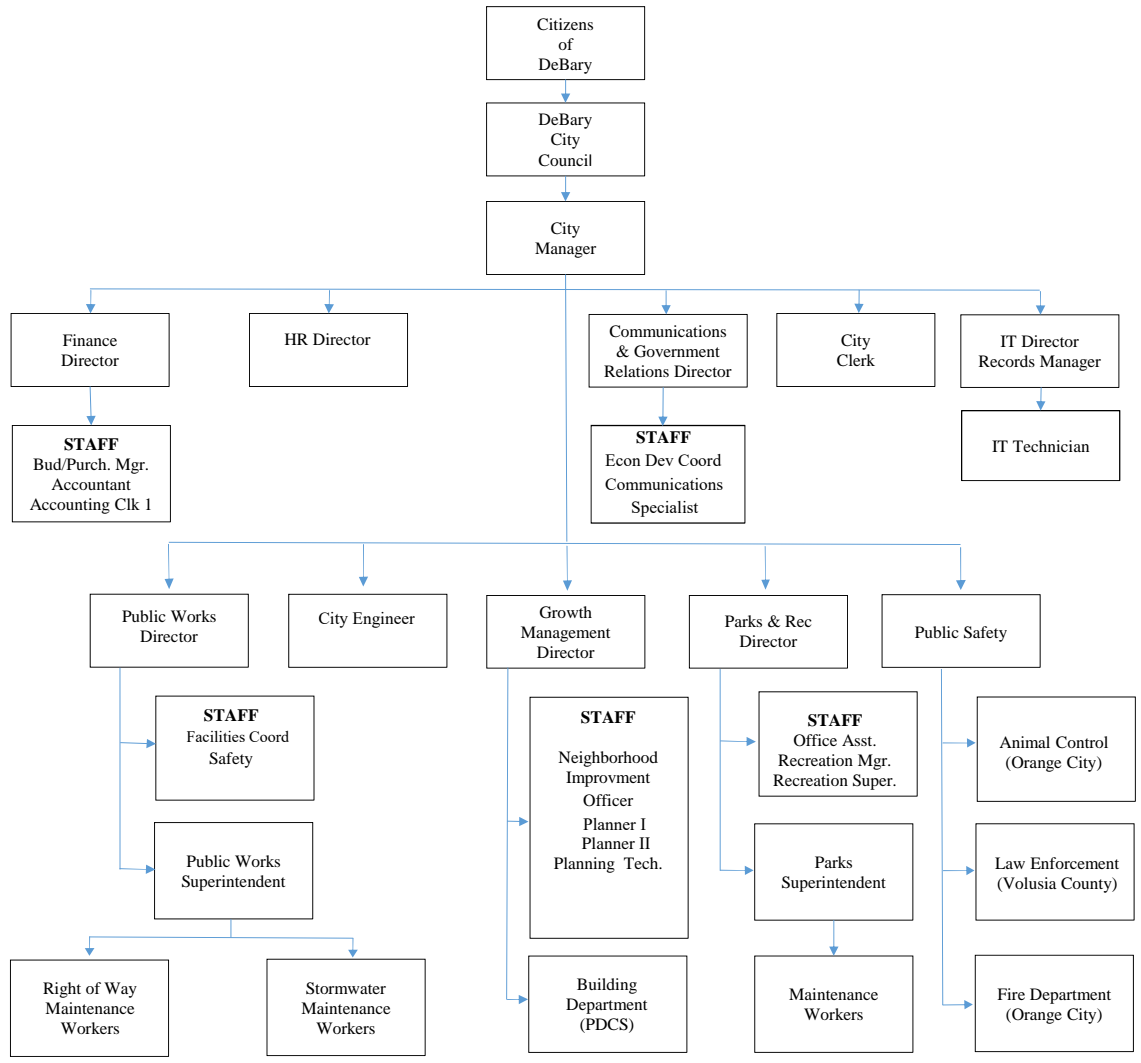 Citizens
of
DeBary
DeBary
City
Council
City
Manager
Finance
Director
HR Director
Communications
& Government
Relations Director
City
Clerk
IT Director
Records Manager
STAFF
Bud/Purch. Mgr.
Accountant
Accounting Clk 1
STAFF
Econ Dev Coord
Communications
Specialist
IT Technician
Public Works
Director
City Engineer
Growth
Management
Director
Parks & Rec
Director
Public Safety
STAFF
Facilities Coord
Safety
STAFF
Neighborhood
Improvment
Officer
Planner I
Planner II
Planning Tech.
STAFF
Office Asst.
Recreation Mgr.
Recreation Super.
Animal Control
(Orange City)
Public Works
Superintendent
Parks
Superintendent
Law Enforcement
(Volusia County)
Right of Way
Maintenance
Workers
Stormwater
Maintenance
Workers
Building
Department
(PDCS)
Maintenance
Workers
Fire Department
(Orange City)